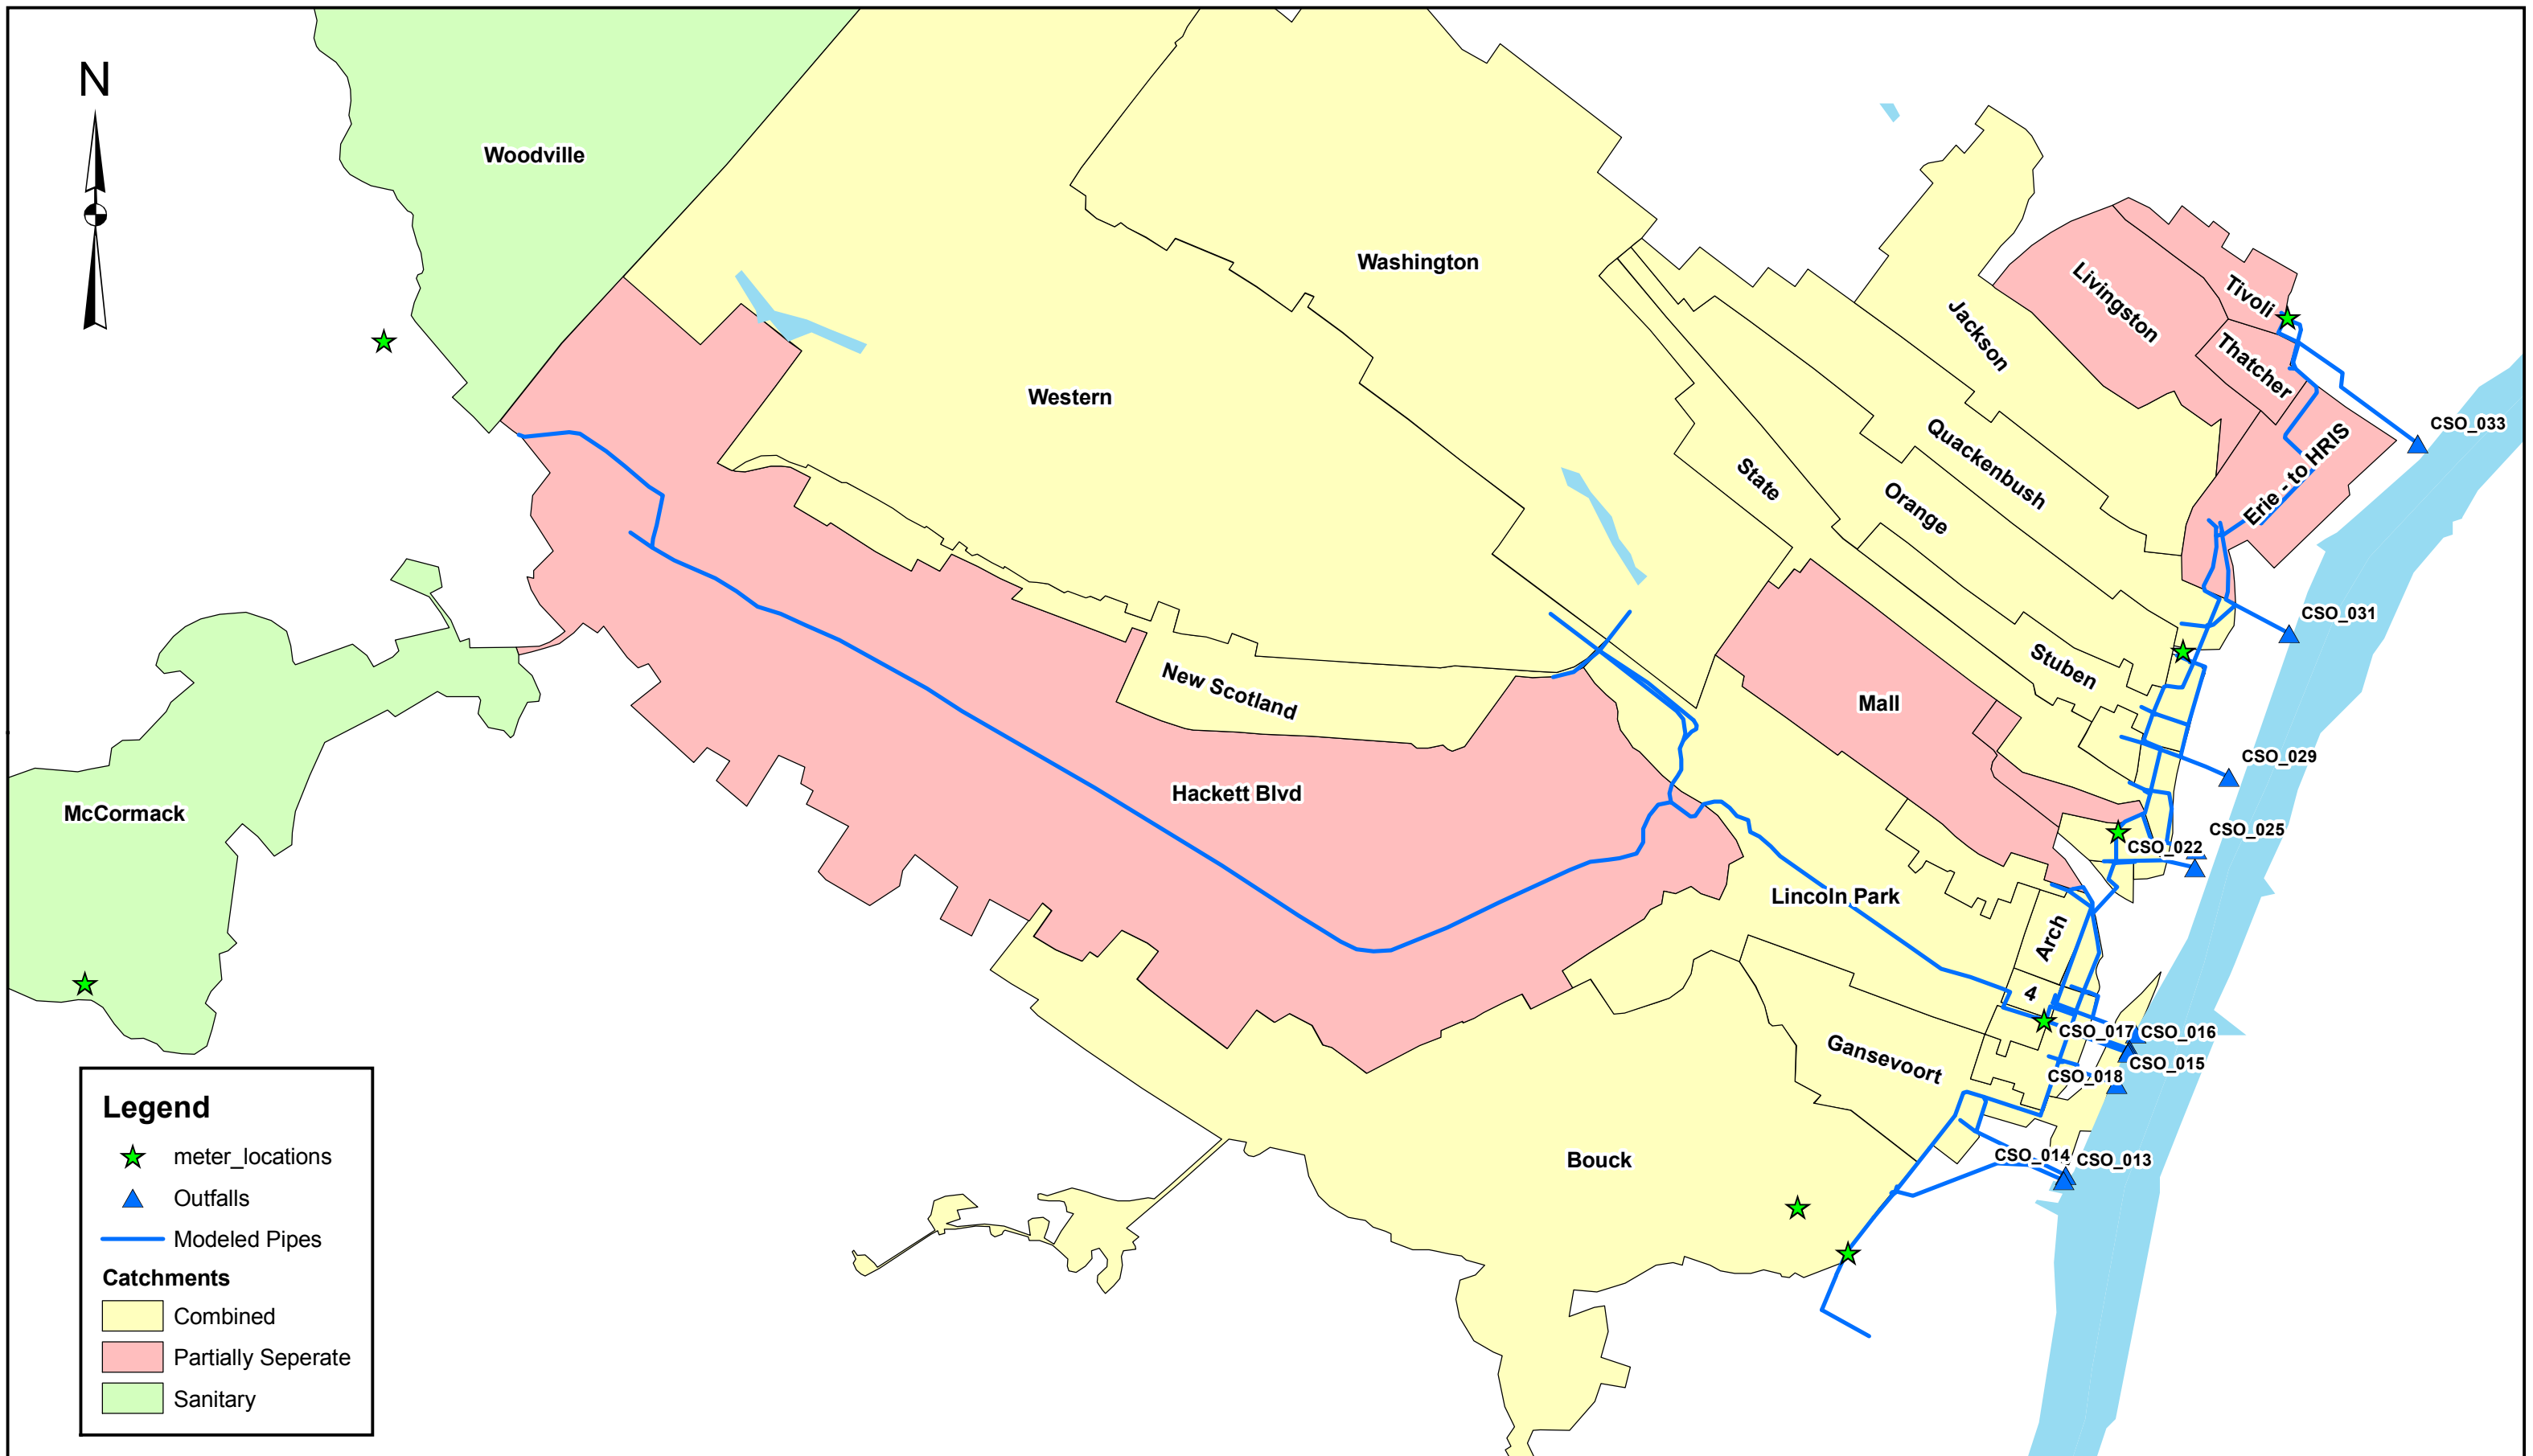 N
Woodville
Washington
Western
Livingston
Tivoli
Thatcher
Jackson
CSO_033
Quackenbush
Erie - to HRIS
State
Orange
CSO_031
Stuben
New Scotland
Mall
CSO_029
Hackett Blvd
McCormack
CSO_025
CSO_022
Lincoln Park
Arch
4
CSO_017
CSO_016
Gansevoort
CSO_015
CSO_018
Bouck
CSO_014
CSO_013
Legend
meter_locations
Outfalls
Modeled Pipes
Catchments
Combined
Partially Seperate
Sanitary